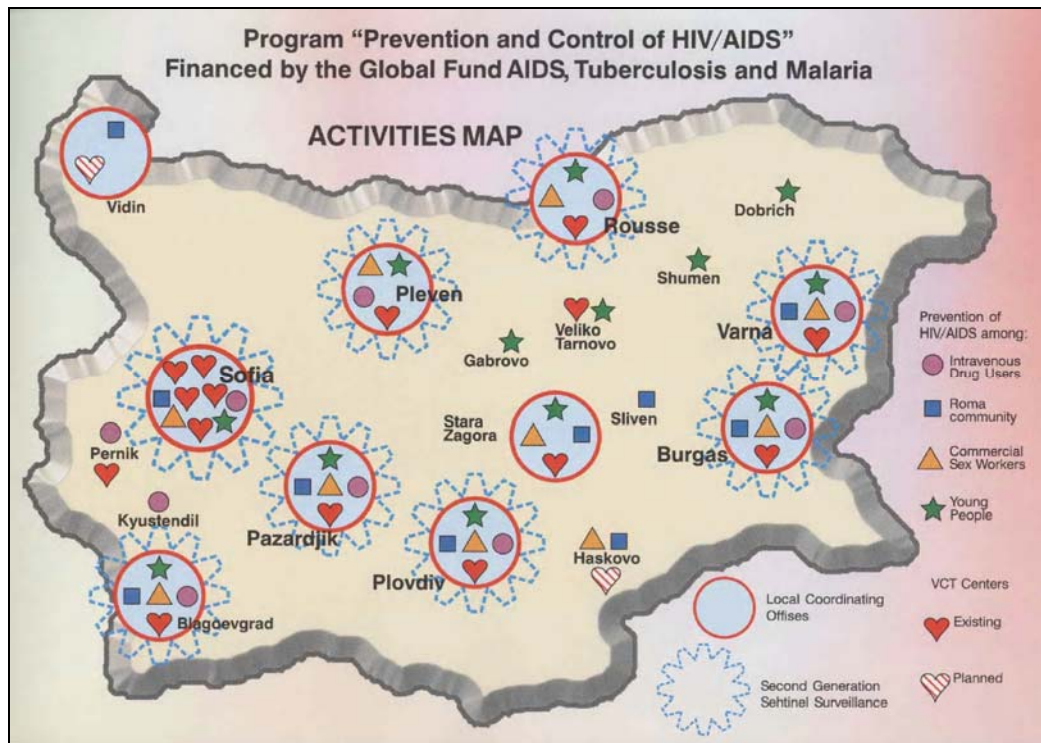 Program “Prevention and Control of HIV/AIDS”
Financed by the Global Fund AIDS, Tuberculosis and Malaria
ACTIVITIES MAP
Vidin
Rousse
Dobrich
Shumen
Pleven
Veliko
Tarnovo
Varna
Gabrovo
Sofia
Stara
Zagora
Sliven
Burgas
Pernik
Kyustendil
Pazardjik
Plovdiv
Haskovo
Blagoevgrad
Prevention of
HIV/AIDS among:
Intravenous
Drug Users
Roma
community
Commercial
Sex Workers
Young
People
VCT Centers
Existing
Planned
Local Coordinating
Offises
Second Generation
Sehtinel Surveillance